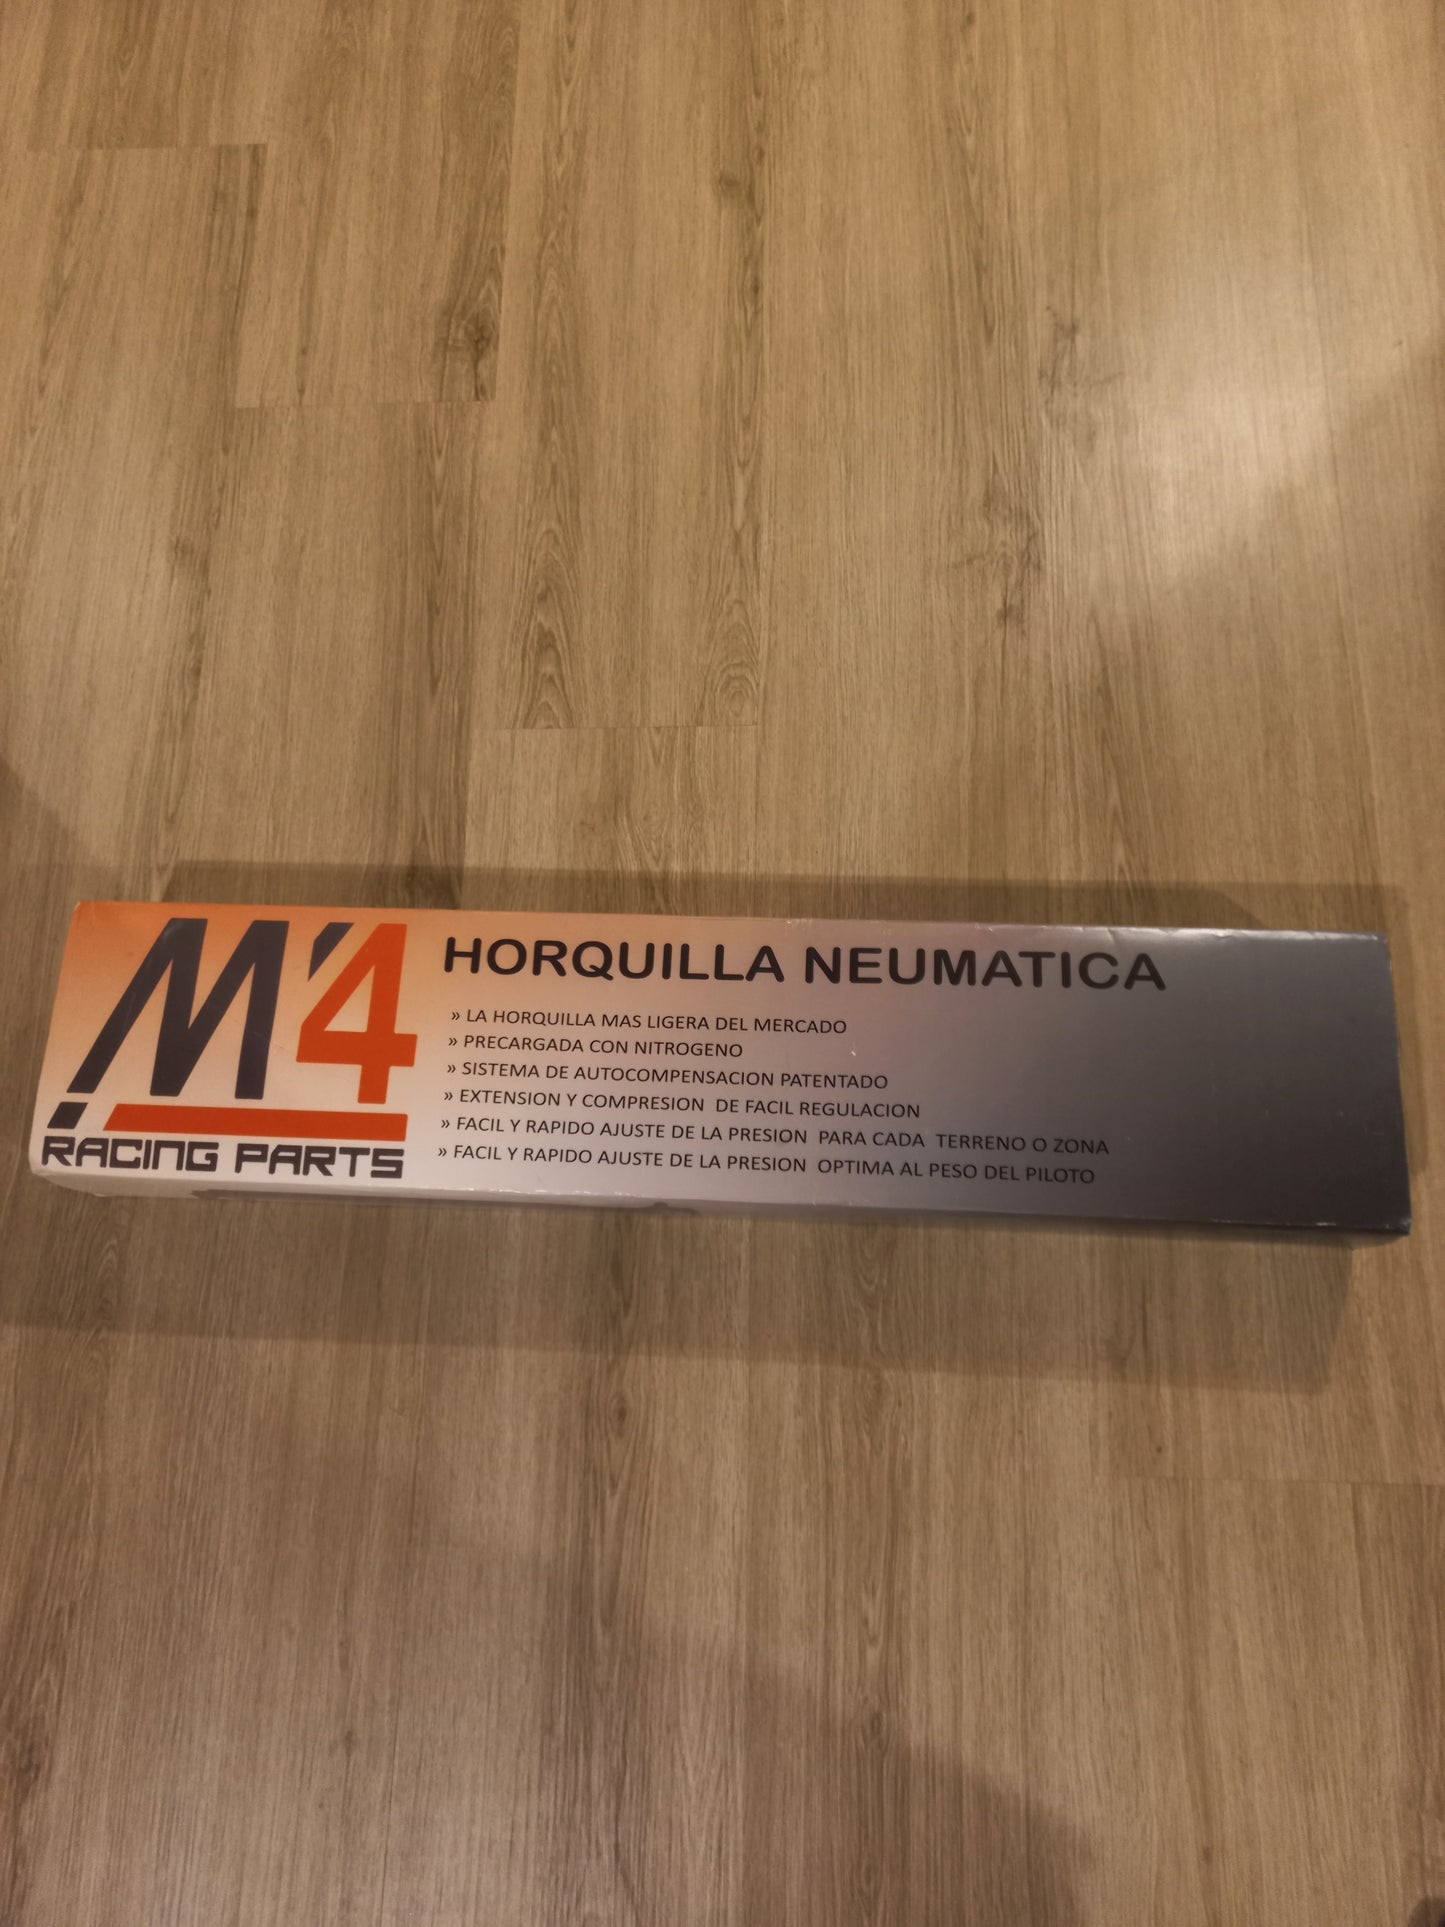 M'4
RACING PARTS
HORQUILLA NEUMATICA
» LA HORQUILLA MAS LIGERA DEL MERCADO
» PRECARGADA CON NITROGENO
» SISTEMA DE AUTOCOMPENSACION PATENTADO
» EXTENSION Y COMPRESION DE FACIL REGULACION
» FACIL Y RAPIDO AJUSTE DE LA PRESION PARA CADA TERRENO O ZONA
» FACIL Y RAPIDO AJUSTE DE LA PRESION OPTIMA AL PESO DEL PILOTO